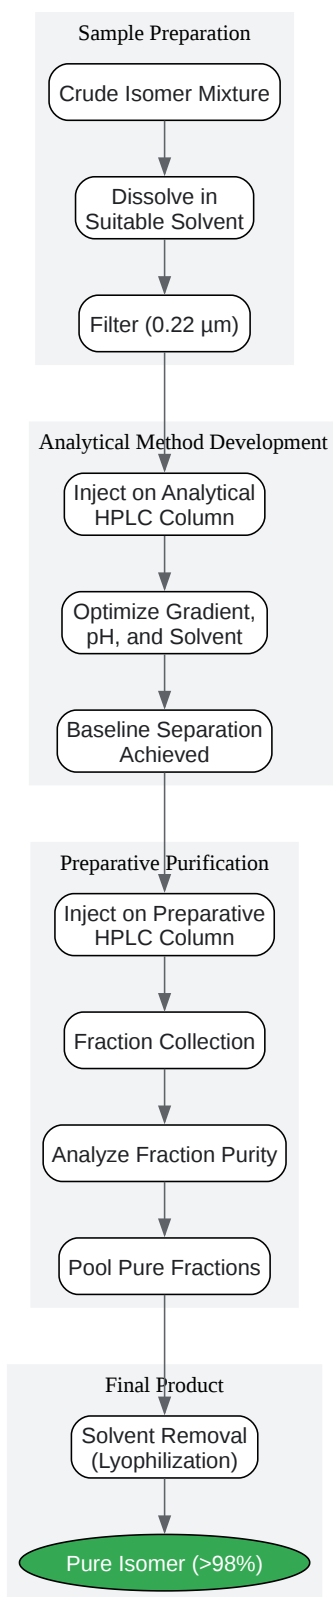 Sample Preparation
Crude Isomer Mixture
Dissolve in
Suitable Solvent
Filter (0.22 µm)
Analytical Method Development
Inject on Analytical
HPLC Column
Optimize Gradient,
pH, and Solvent
Baseline Separation
Achieved
Preparative Purification
Inject on Preparative
HPLC Column
Fraction Collection
Analyze Fraction Purity
Pool Pure Fractions
Final Product
Solvent Removal
(Lyophilization)
Pure Isomer (>98%)